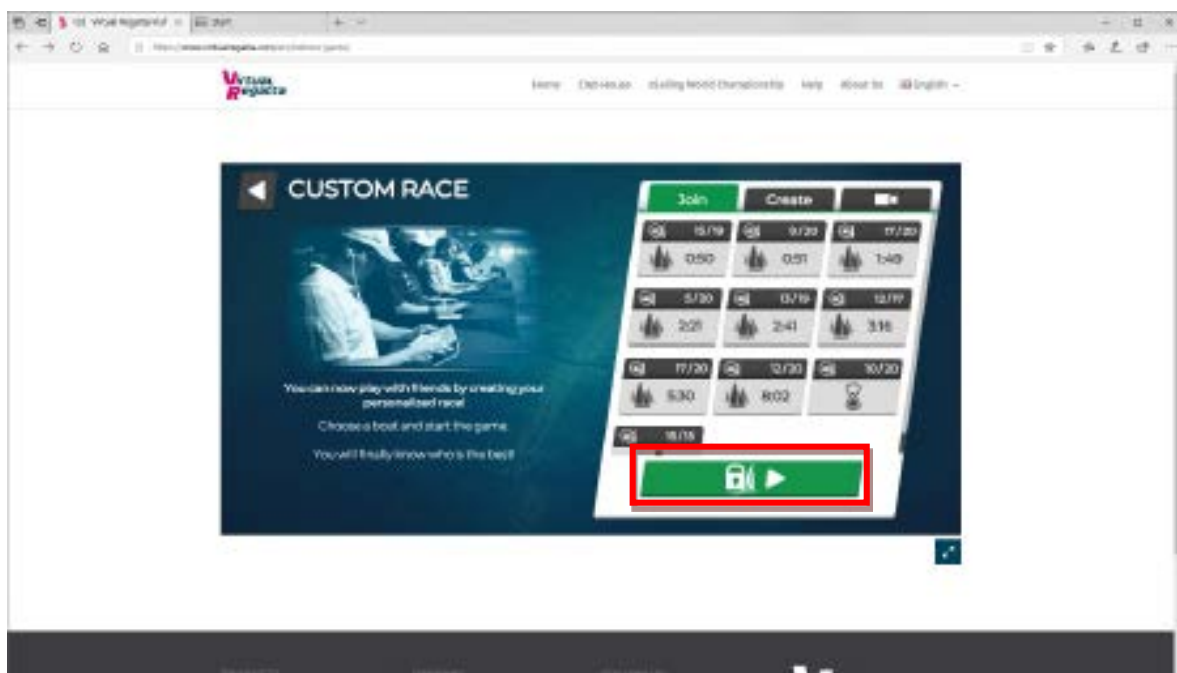 Start
Virtual
Regatta
Home Club House eSailing World Championship Help About Us English
CUSTOM RACE
Join Create
15/19 9/20 17/20
0:50 0:51 1:49
5/20 13/19 12/17
2:21 2:41 3:16
17/20 12/20 10/20
5:30 8:02
15/15
You can now play with friends by creating your
personalized race!
Choose a boat and start the game.
You will finally know who is the best!